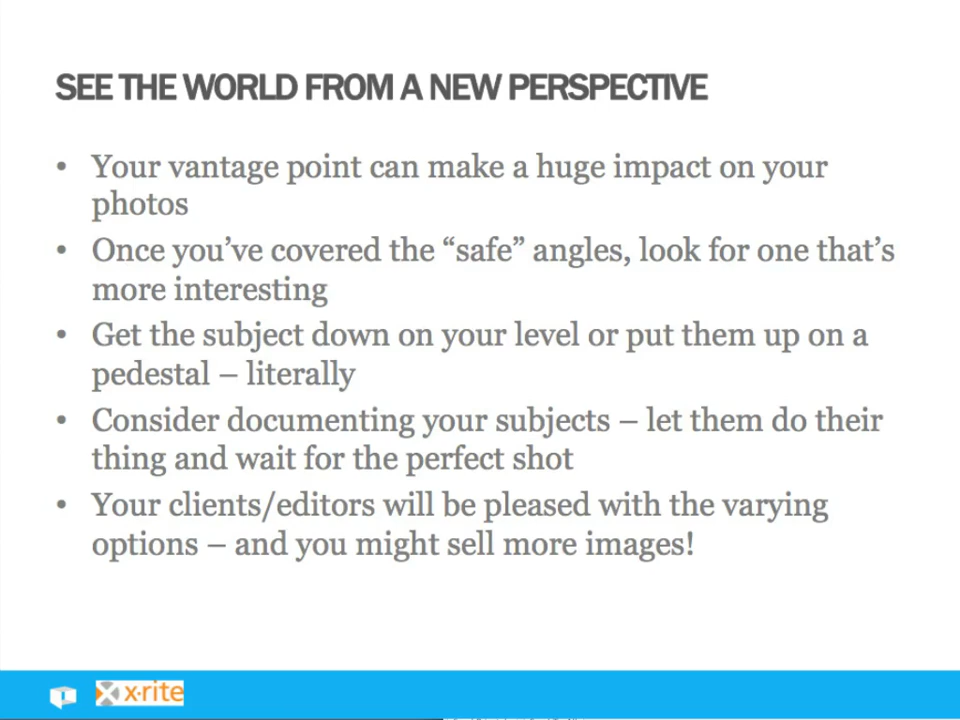 SEE THE WORLD FROM A NEW PERSPECTIVE
• Your vantage point can make a huge impact on your
photos
• Once you’ve covered the “safe” angles, look for one that’s
more interesting
• Get the subject down on your level or put them up on a
pedestal – literally
• Consider documenting your subjects – let them do their
thing and wait for the perfect shot
• Your clients/editors will be pleased with the varying
options – and you might sell more images!
x·rite